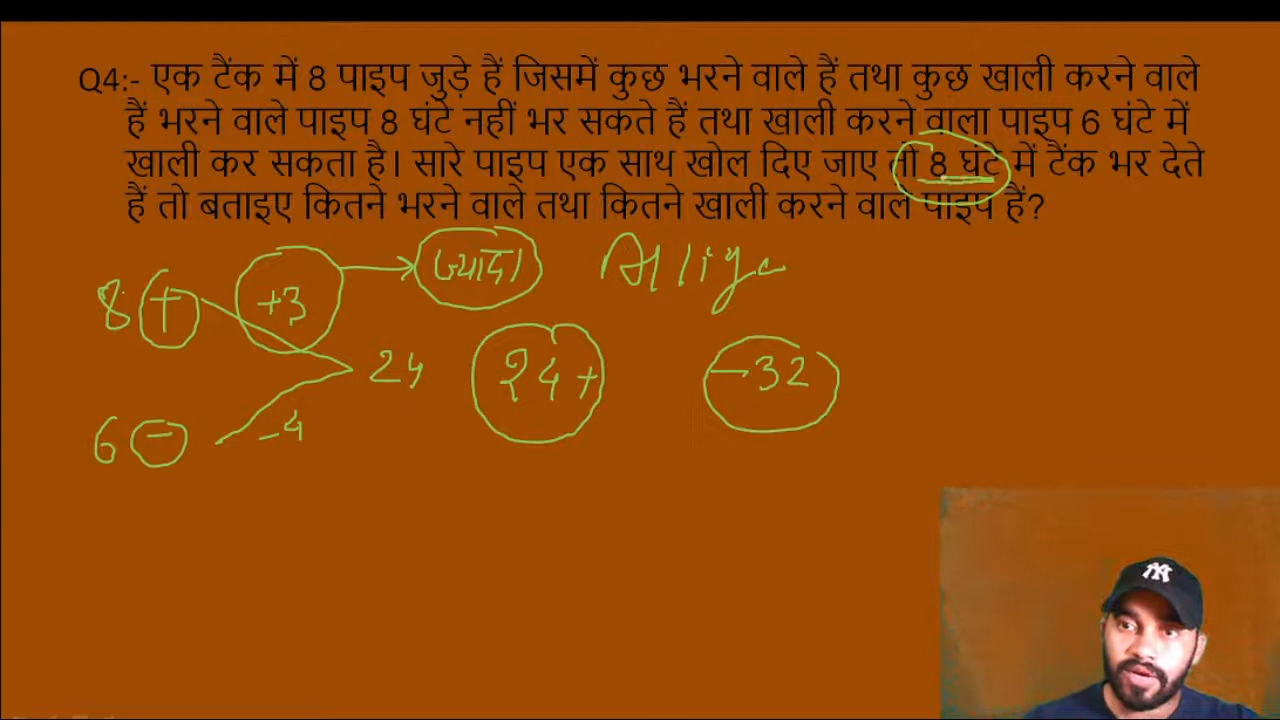 Q4:- एक टैंक में 8 पाइप जुड़े हैं जिसमें कुछ भरने वाले हैं तथा कुछ खाली करने वाले
हैं भरने वाले पाइप 8 घंटे नहीं भर सकते हैं तथा खाली करने वाला पाइप 6 घंटे में
खाली कर सकता है। सारे पाइप एक साथ खोल दिए जाए तो 8 घंटे में टैंक भर देते
हैं तो बताइए कितने भरने वाले तथा कितने खाली करने वाले पाइप हैं?
8 + +3 ज्यादा Alliga
24 24+ -32
6 - -4